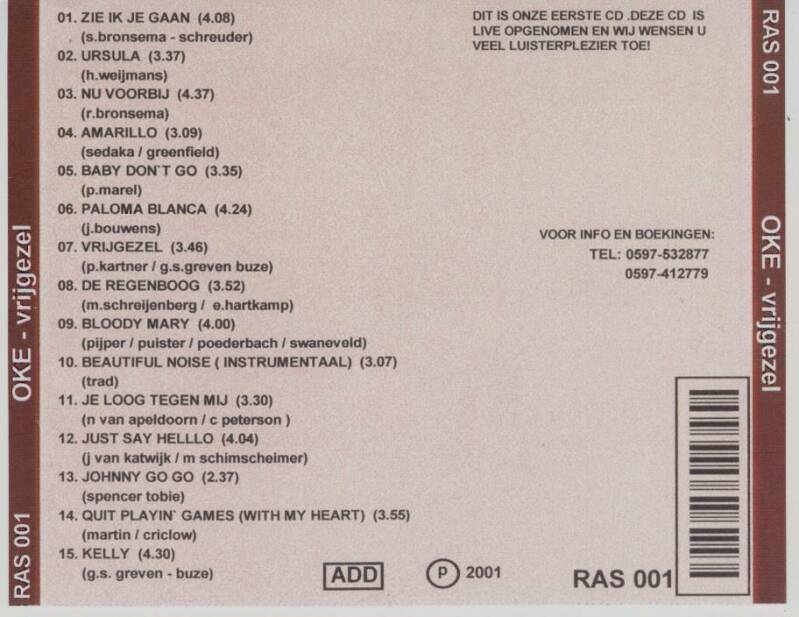 01. ZIE IK JE GAAN (4.08)
(s.bronsema - schreuder)
02. URSULA (3.37)
(h.weijmans)
03. NU VOORBIJ (4.37)
(r.bronsema)
04. AMARILLO (3.09)
(sedaka / greenfield)
05. BABY DON`T GO (3.35)
(p.marel)
06. PALOMA BLANCA (4.24)
(j.bouwens)
07. VRIJGEZEL (3.46)
(p.kartner / g.s.greven buze)
08. DE REGENBOOG (3.52)
(m.schreijenberg / e.hartkamp)
09. BLOODY MARY (4.00)
(pijper / puister / poederbach / swaneveld)
10. BEAUTIFUL NOISE ( INSTRUMENTAAL) (3.07)
(trad)
11. JE LOOG TEGEN MIJ (3.30)
(n van apeldoorn / c peterson )
12. JUST SAY HELLLO (4.04)
(j van katwijk / m schimscheimer)
13. JOHNNY GO GO (2.37)
(spencer tobie)
14. QUIT PLAYIN` GAMES (WITH MY HEART) (3.55)
(martin / criclow)
15. KELLY (4.30)
(g.s. greven - buze)
DIT IS ONZE EERSTE CD .DEZE CD IS
LIVE OPGENOMEN EN WIJ WENSEN U
VEEL LUISTERPLEZIER TOE!
VOOR INFO EN BOEKINGEN:
TEL: 0597-532877
0597-412779
ADD
P 2001
RAS 001
OKE - vrijgezel
RAS 001
RAS 001
OKE - vrijgezel